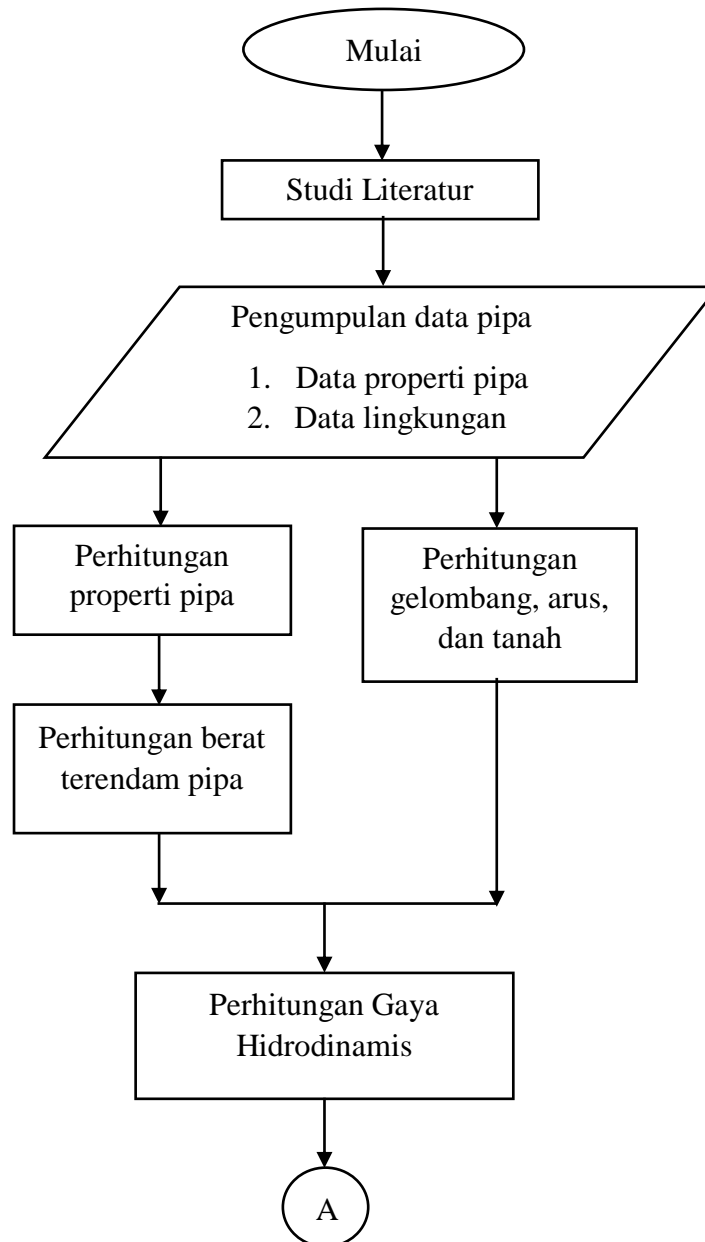 Mulai
Studi Literatur
Pengumpulan data pipa
1. Data properti pipa
2. Data lingkungan
Perhitungan
properti pipa
Perhitungan
gelombang, arus,
dan tanah
Perhitungan berat
terendam pipa
Perhitungan Gaya
Hidrodinamis
A